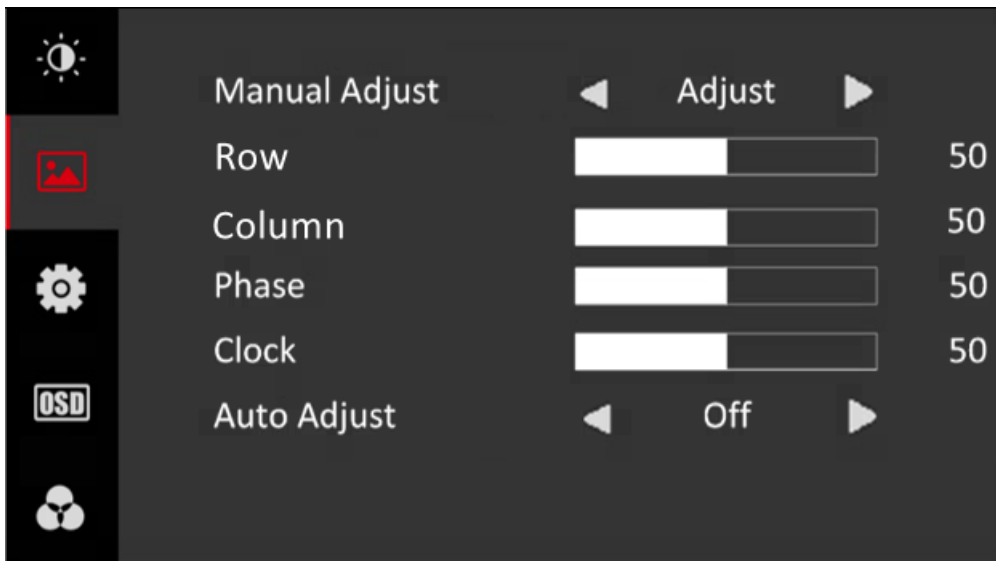 Manual Adjust Adjust
Row 50
Column 50
Phase 50
Clock 50
OSD
Auto Adjust Off